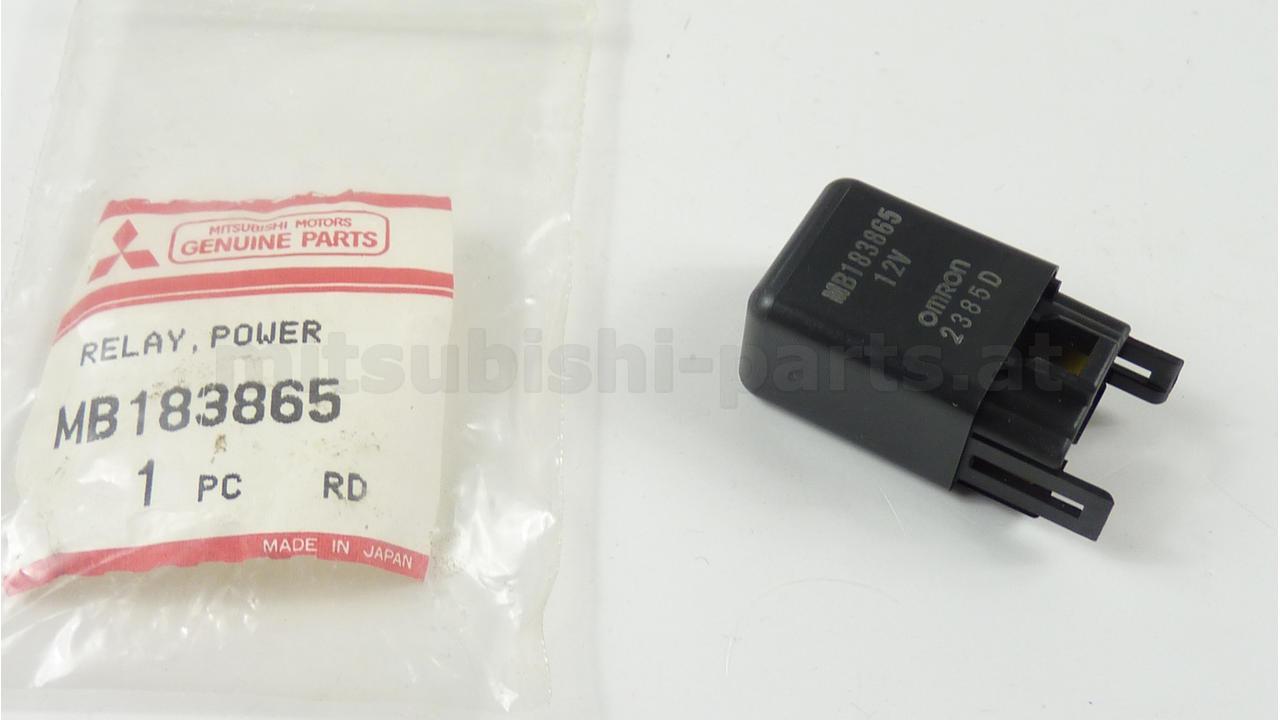 MITSUBISHI MOTORS
GENUINE PARTS
RELAY, POWER
MB183865
1 PC RD
MADE IN JAPAN
MB183865
12V
OMRON
2385D
mitsubishi-parts.at